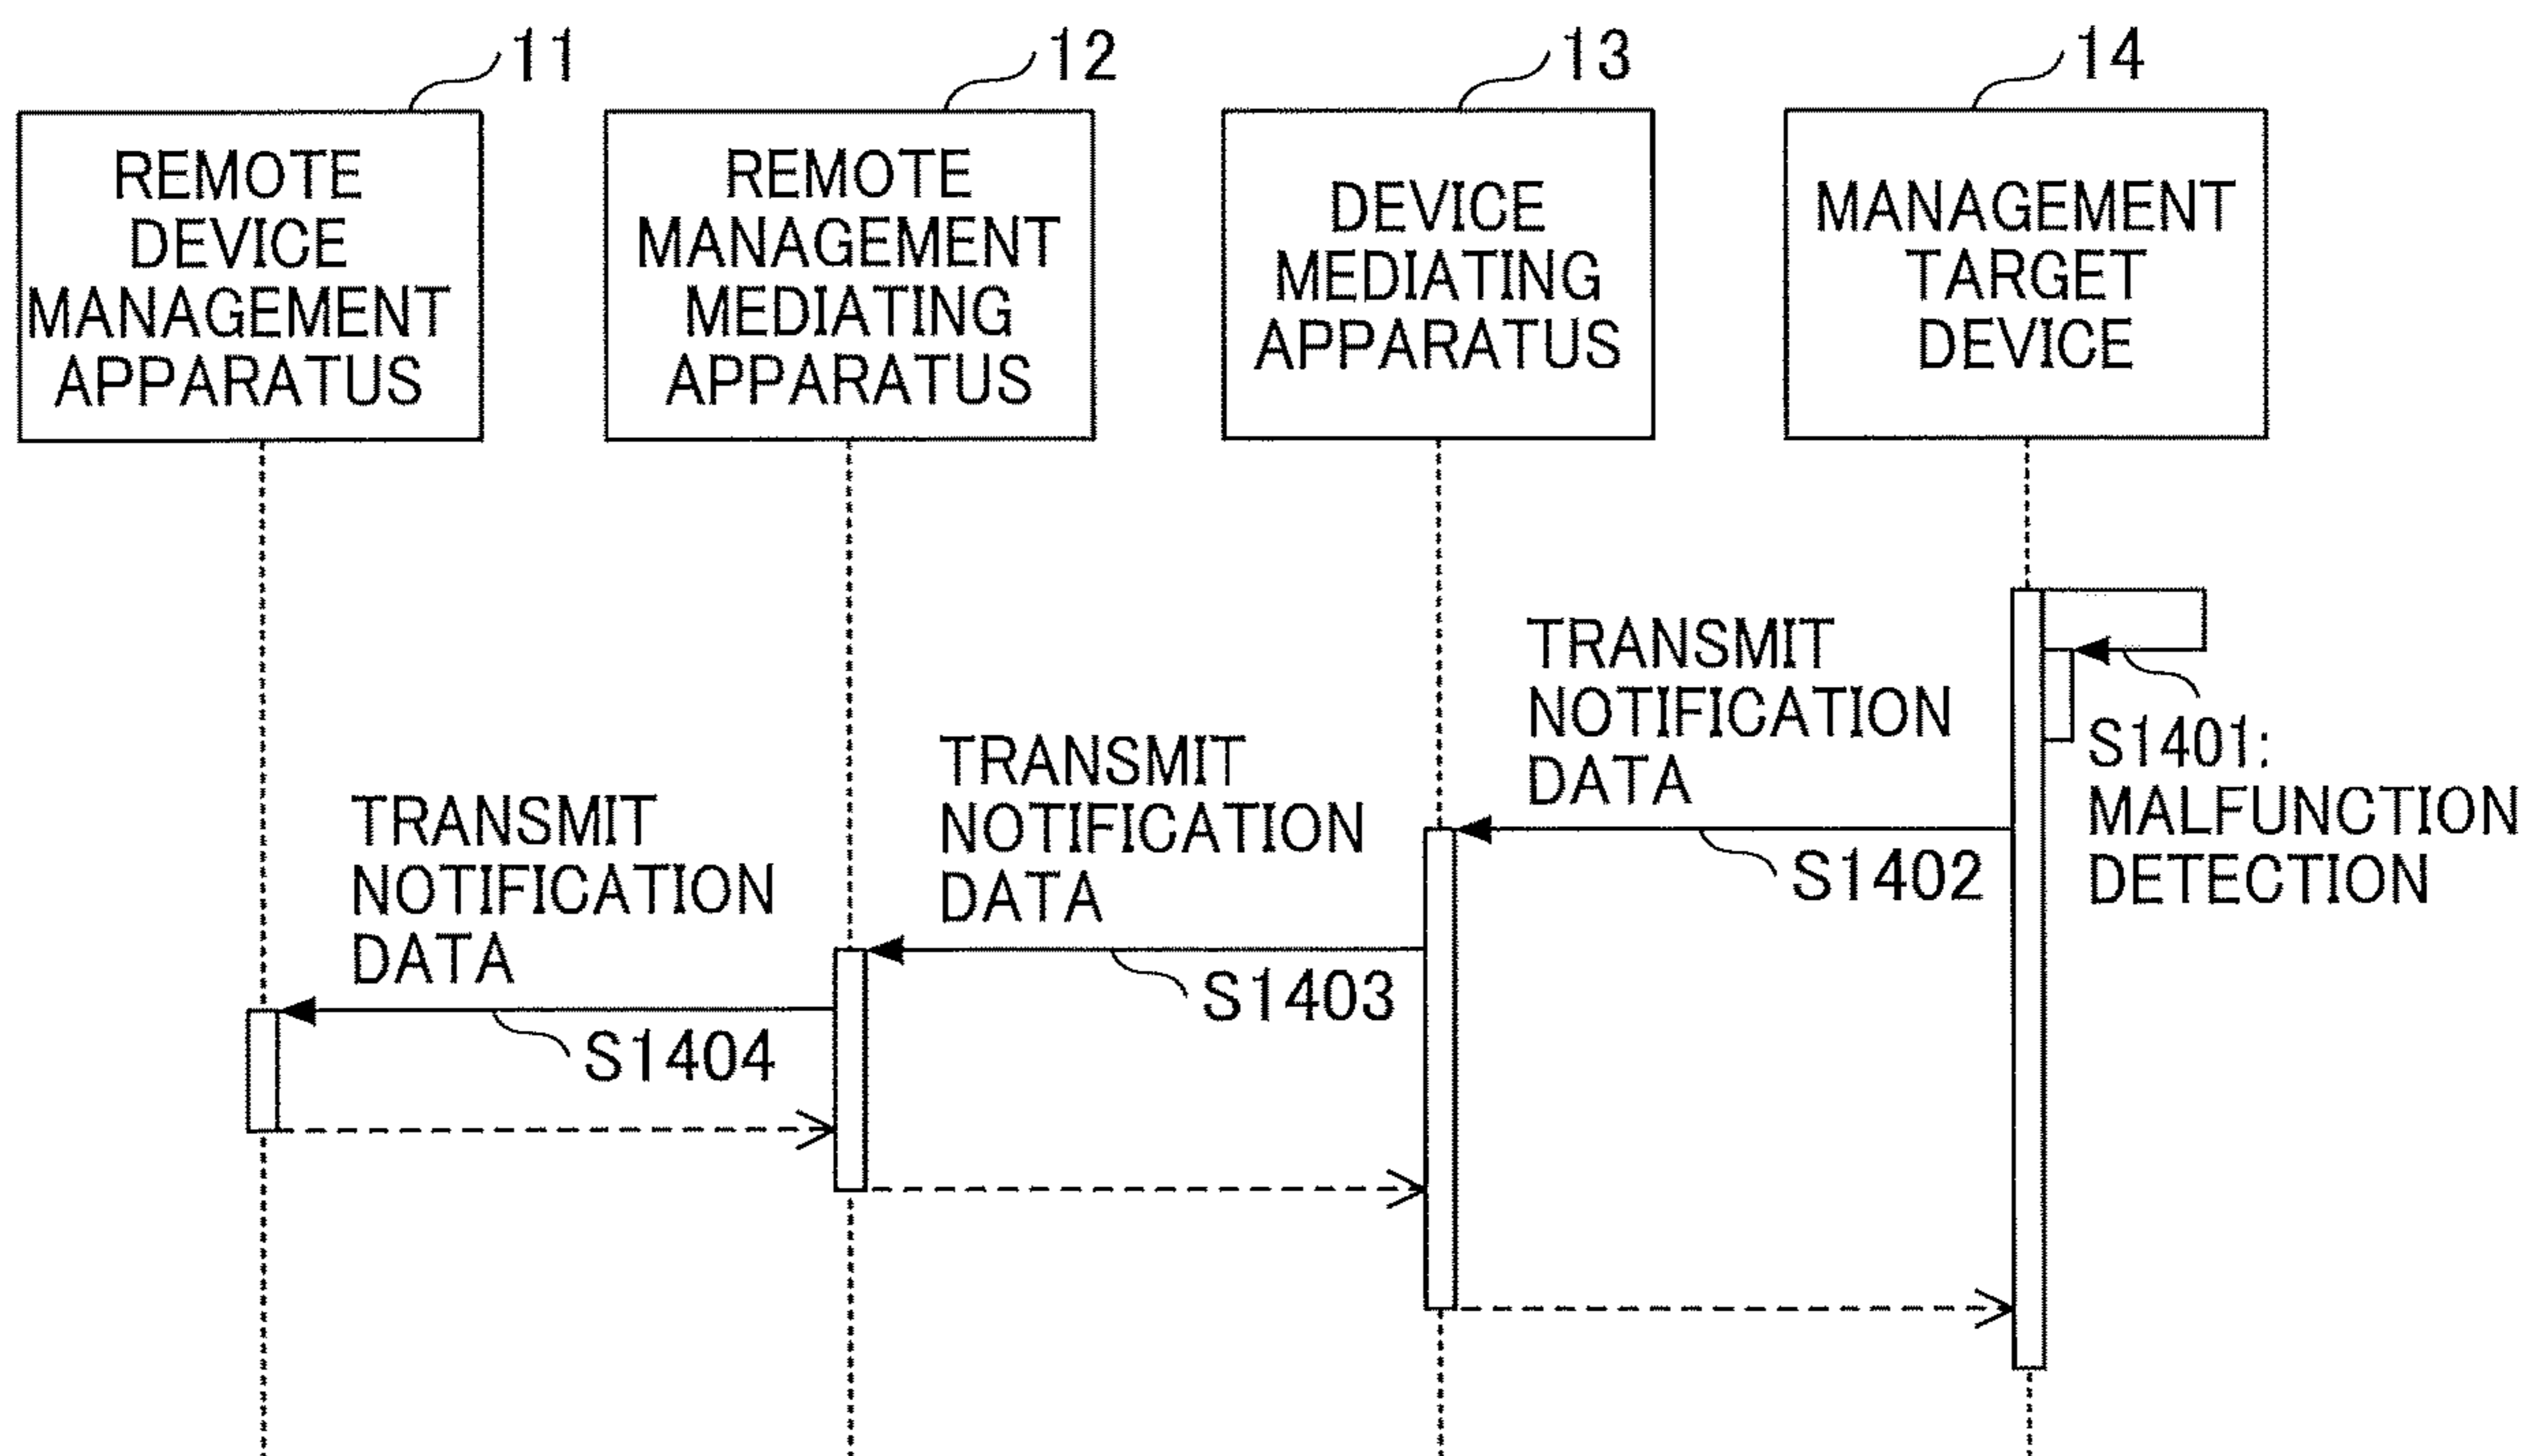 11
12
13
14
REMOTE
DEVICE
MANAGEMENT
APPARATUS
REMOTE
MANAGEMENT
MEDIATING
APPARATUS
DEVICE
MEDIATING
APPARATUS
MANAGEMENT
TARGET
DEVICE
S1401:
MALFUNCTION
DETECTION
TRANSMIT
NOTIFICATION
DATA
S1402
TRANSMIT
NOTIFICATION
DATA
S1403
TRANSMIT
NOTIFICATION
DATA
S1404